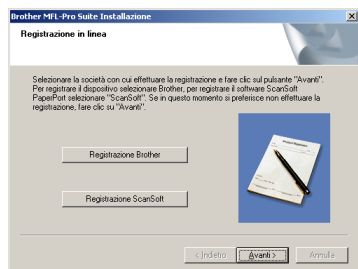 Brother MFL-Pro Suite Installazione
Registrazione in linea
Selezionare la società con cui effettuare la registrazione e fare clic sul pulsante "Avanti".
Per registrare il dispositivo selezionare Brother, per registrare il software ScanSoft
PaperPort selezionare "ScanSoft". Se in questo momento si preferisce non effettuare la
registrazione, fare clic su "Avanti".
Registrazione Brother
Product Registration
Registrazione ScanSoft
< Indietro
Avanti >
Annulla